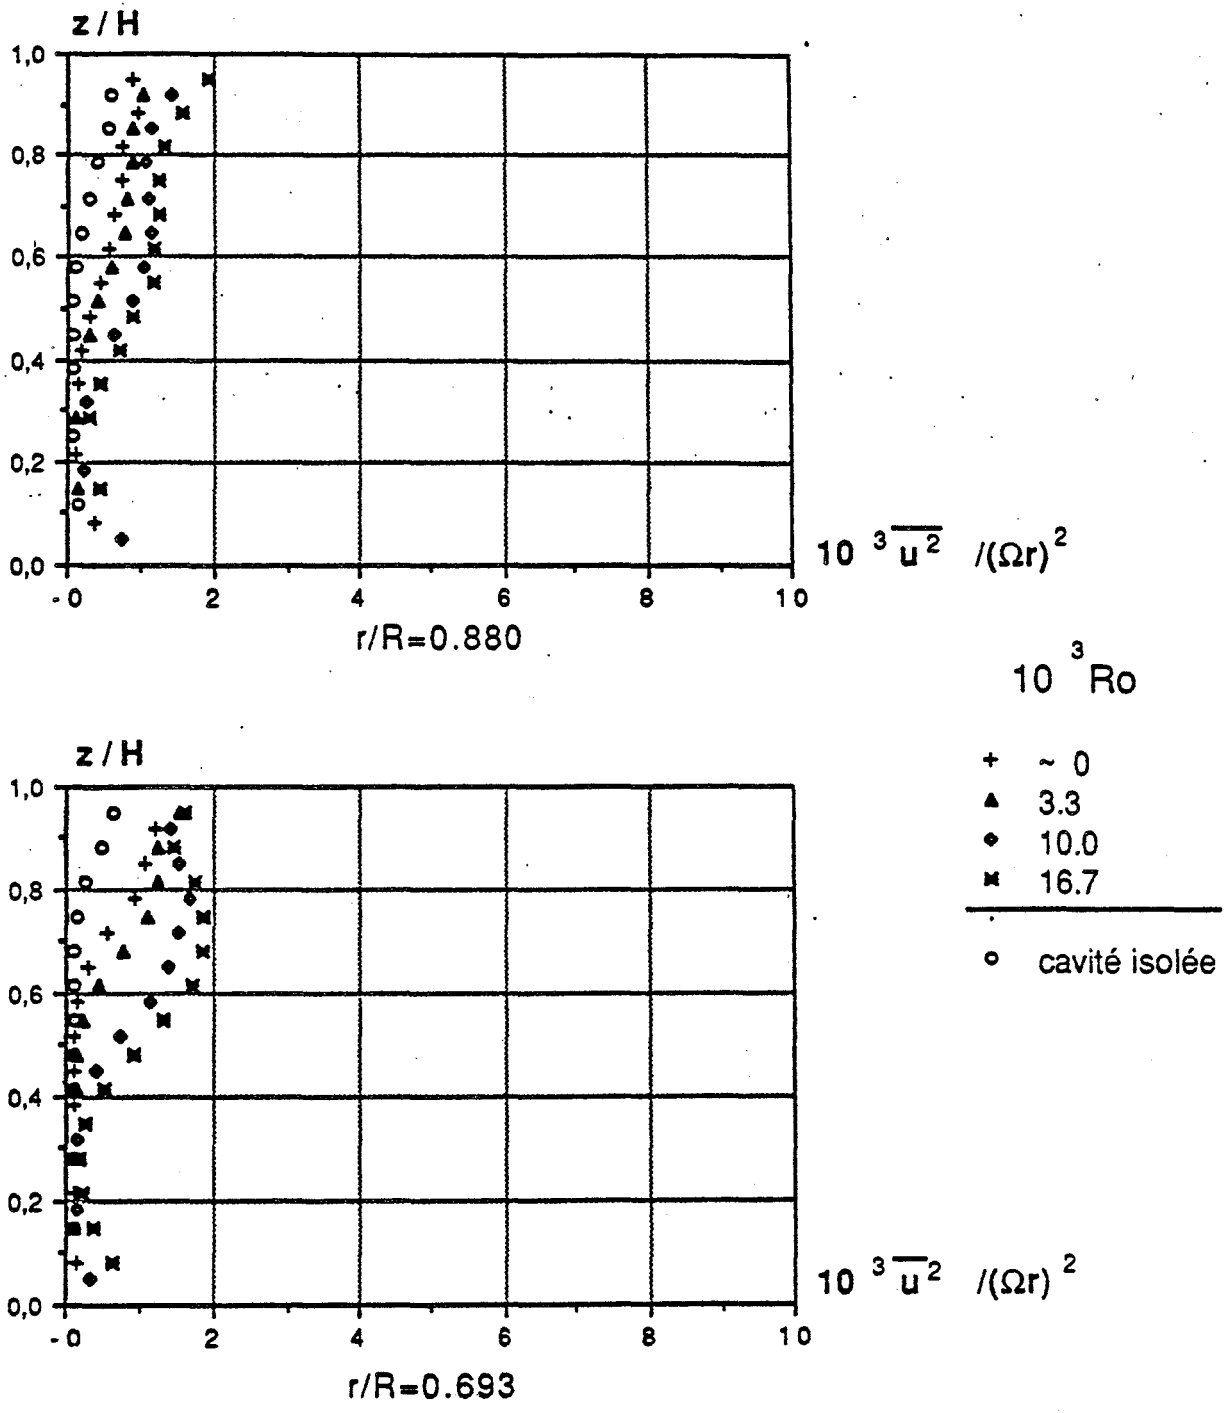 z / H
1,0
0,8
0,6
0,4
0,2
0,0
- 0 2 4 6 8 10
10 ³ u² /(Ωr)²
r/R=0.880
10 ³ Ro
+ ~ 0
▲ 3.3
◆ 10.0
✖ 16.7
o cavité isolée
z / H
1,0
0,8
0,6
0,4
0,2
0,0
- 0 2 4 6 8 10
10 ³ u² /(Ωr)²
r/R=0.693